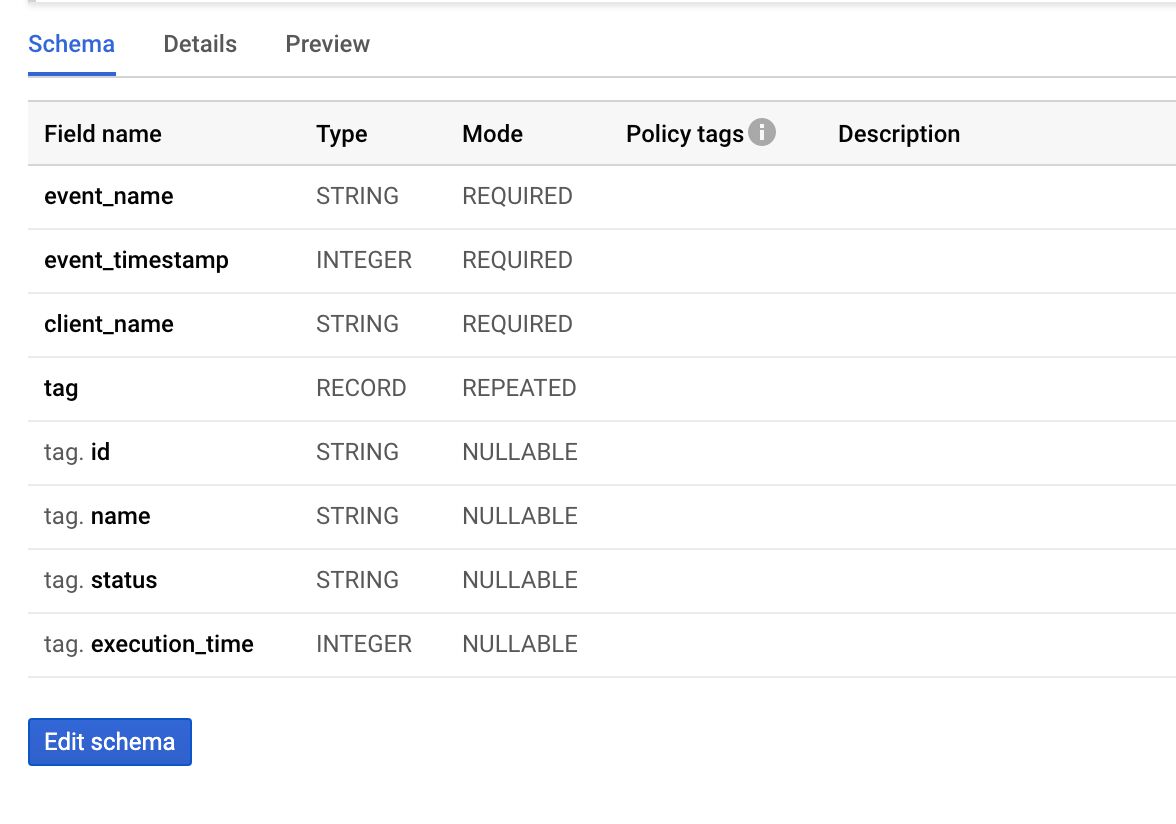 Schema Details Preview
Field name Type Mode Policy tags Description
event_name STRING REQUIRED
event_timestamp INTEGER REQUIRED
client_name STRING REQUIRED
tag RECORD REPEATED
tag. id STRING NULLABLE
tag. name STRING NULLABLE
tag. status STRING NULLABLE
tag. execution_time INTEGER NULLABLE
Edit schema